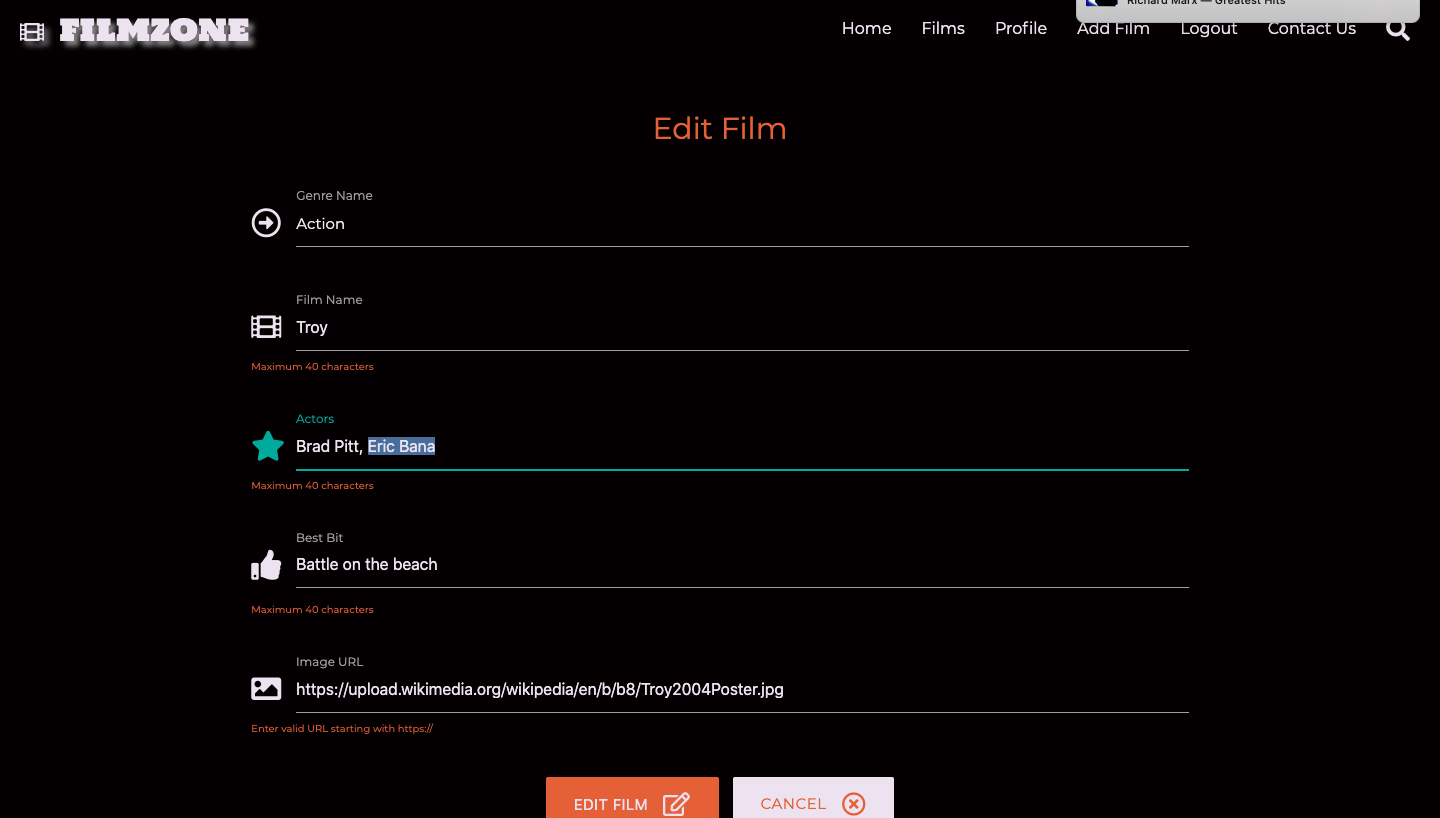 Richard Marx — Greatest Hits
FILMZONE
Home Films Profile Add Film Logout Contact Us
Edit Film
Genre Name
Action
Film Name
Troy
Maximum 40 characters
Actors
Brad Pitt, Eric Bana
Maximum 40 characters
Best Bit
Battle on the beach
Maximum 40 characters
Image URL
https://upload.wikimedia.org/wikipedia/en/b/b8/Troy2004Poster.jpg
Enter valid URL starting with https://
EDIT FILM CANCEL